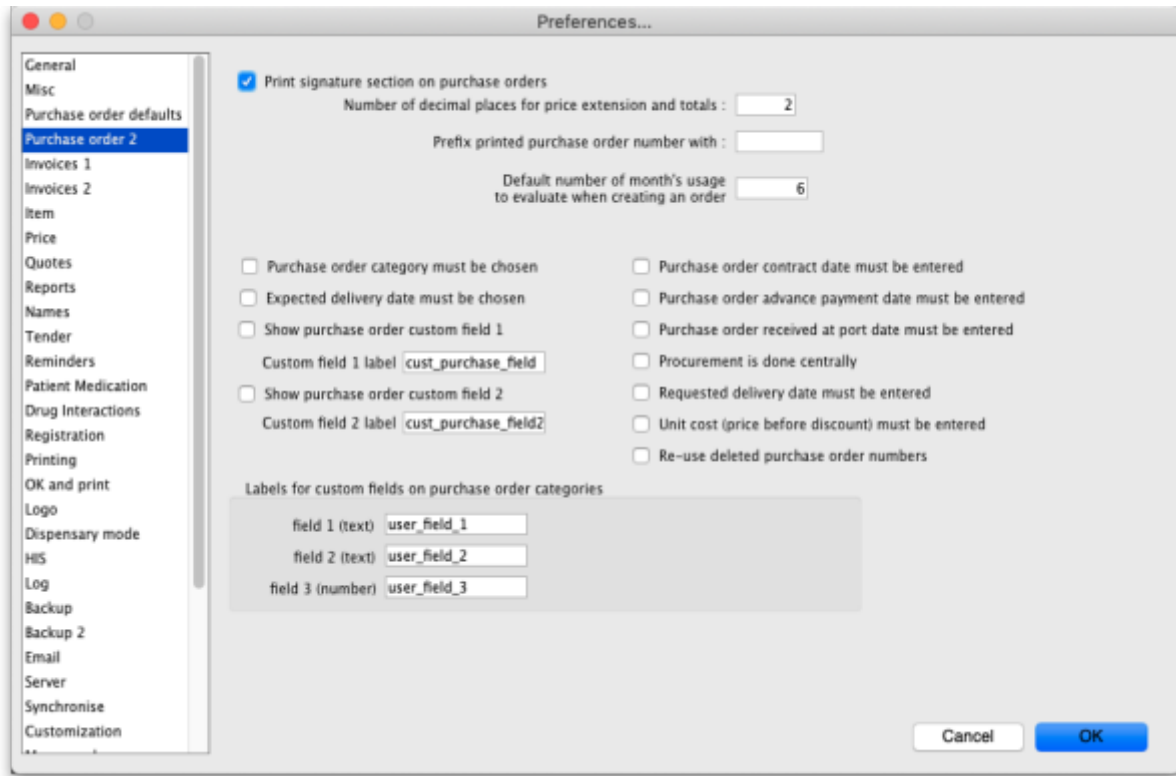 Preferences...
General
Misc
Purchase order defaults
Purchase order 2
Invoices 1
Invoices 2
Item
Price
Quotes
Reports
Names
Tender
Reminders
Patient Medication
Drug Interactions
Registration
Printing
OK and print
Logo
Dispensary mode
HIS
Log
Backup
Backup 2
Email
Server
Synchronise
Customization
Print signature section on purchase orders
Number of decimal places for price extension and totals : 2
Prefix printed purchase order number with :
Default number of month's usage
to evaluate when creating an order 6
Purchase order category must be chosen
Expected delivery date must be chosen
Show purchase order custom field 1
Custom field 1 label cust_purchase_field
Show purchase order custom field 2
Custom field 2 label cust_purchase_field2
Purchase order contract date must be entered
Purchase order advance payment date must be entered
Purchase order received at port date must be entered
Procurement is done centrally
Requested delivery date must be entered
Unit cost (price before discount) must be entered
Re-use deleted purchase order numbers
Labels for custom fields on purchase order categories
field 1 (text) user_field_1
field 2 (text) user_field_2
field 3 (number) user_field_3
Cancel OK